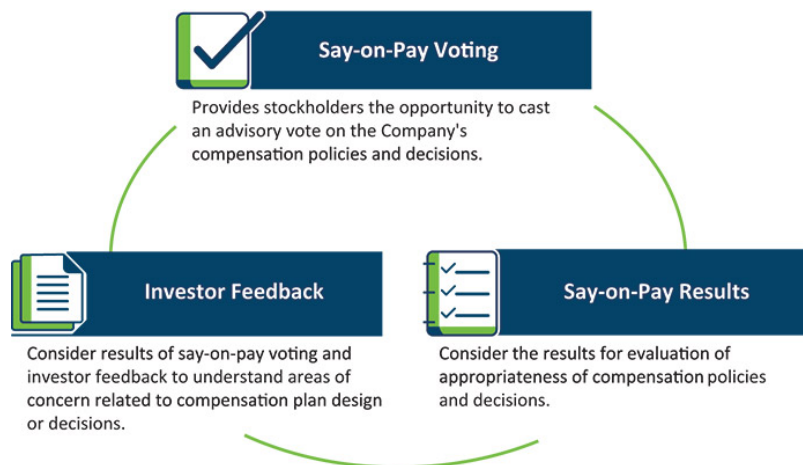 Say-on-Pay Voting
Provides stockholders the opportunity to cast
an advisory vote on the Company's
compensation policies and decisions.
Investor Feedback
Consider results of say-on-pay voting and
investor feedback to understand areas of
concern related to compensation plan design
or decisions.
Say-on-Pay Results
Consider the results for evaluation of
appropriateness of compensation policies
and decisions.